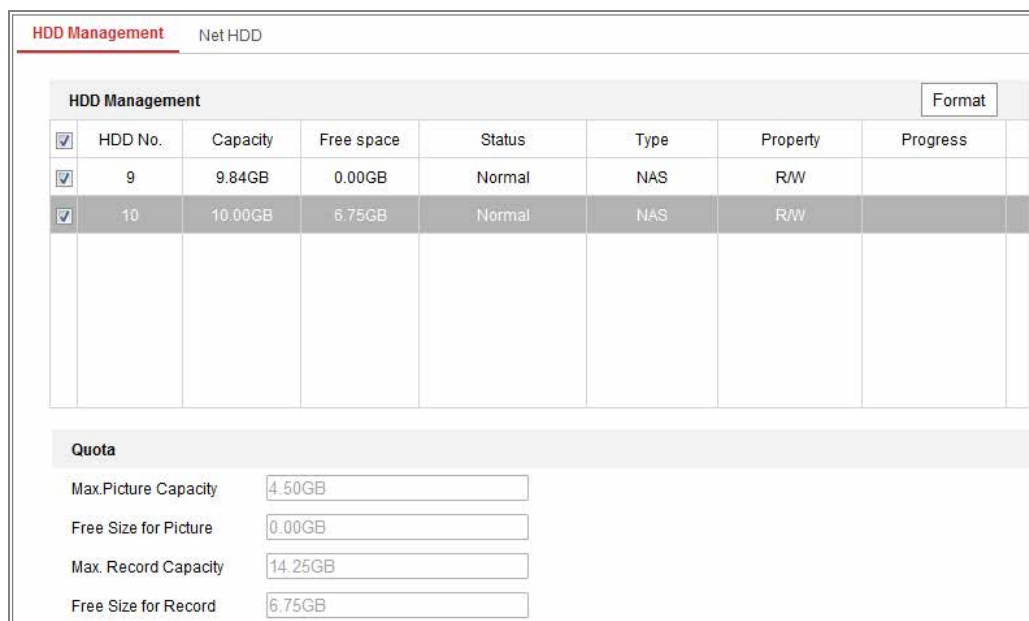 HDD Management Net HDD
HDD Management Format
HDD No. Capacity Free space Status Type Property Progress
9 9.84GB 0.00GB Normal NAS R/W
10 10.00GB 6.75GB Normal NAS R/W
Quota
Max.Picture Capacity 4.50GB
Free Size for Picture 0.00GB
Max. Record Capacity 14.25GB
Free Size for Record 6.75GB